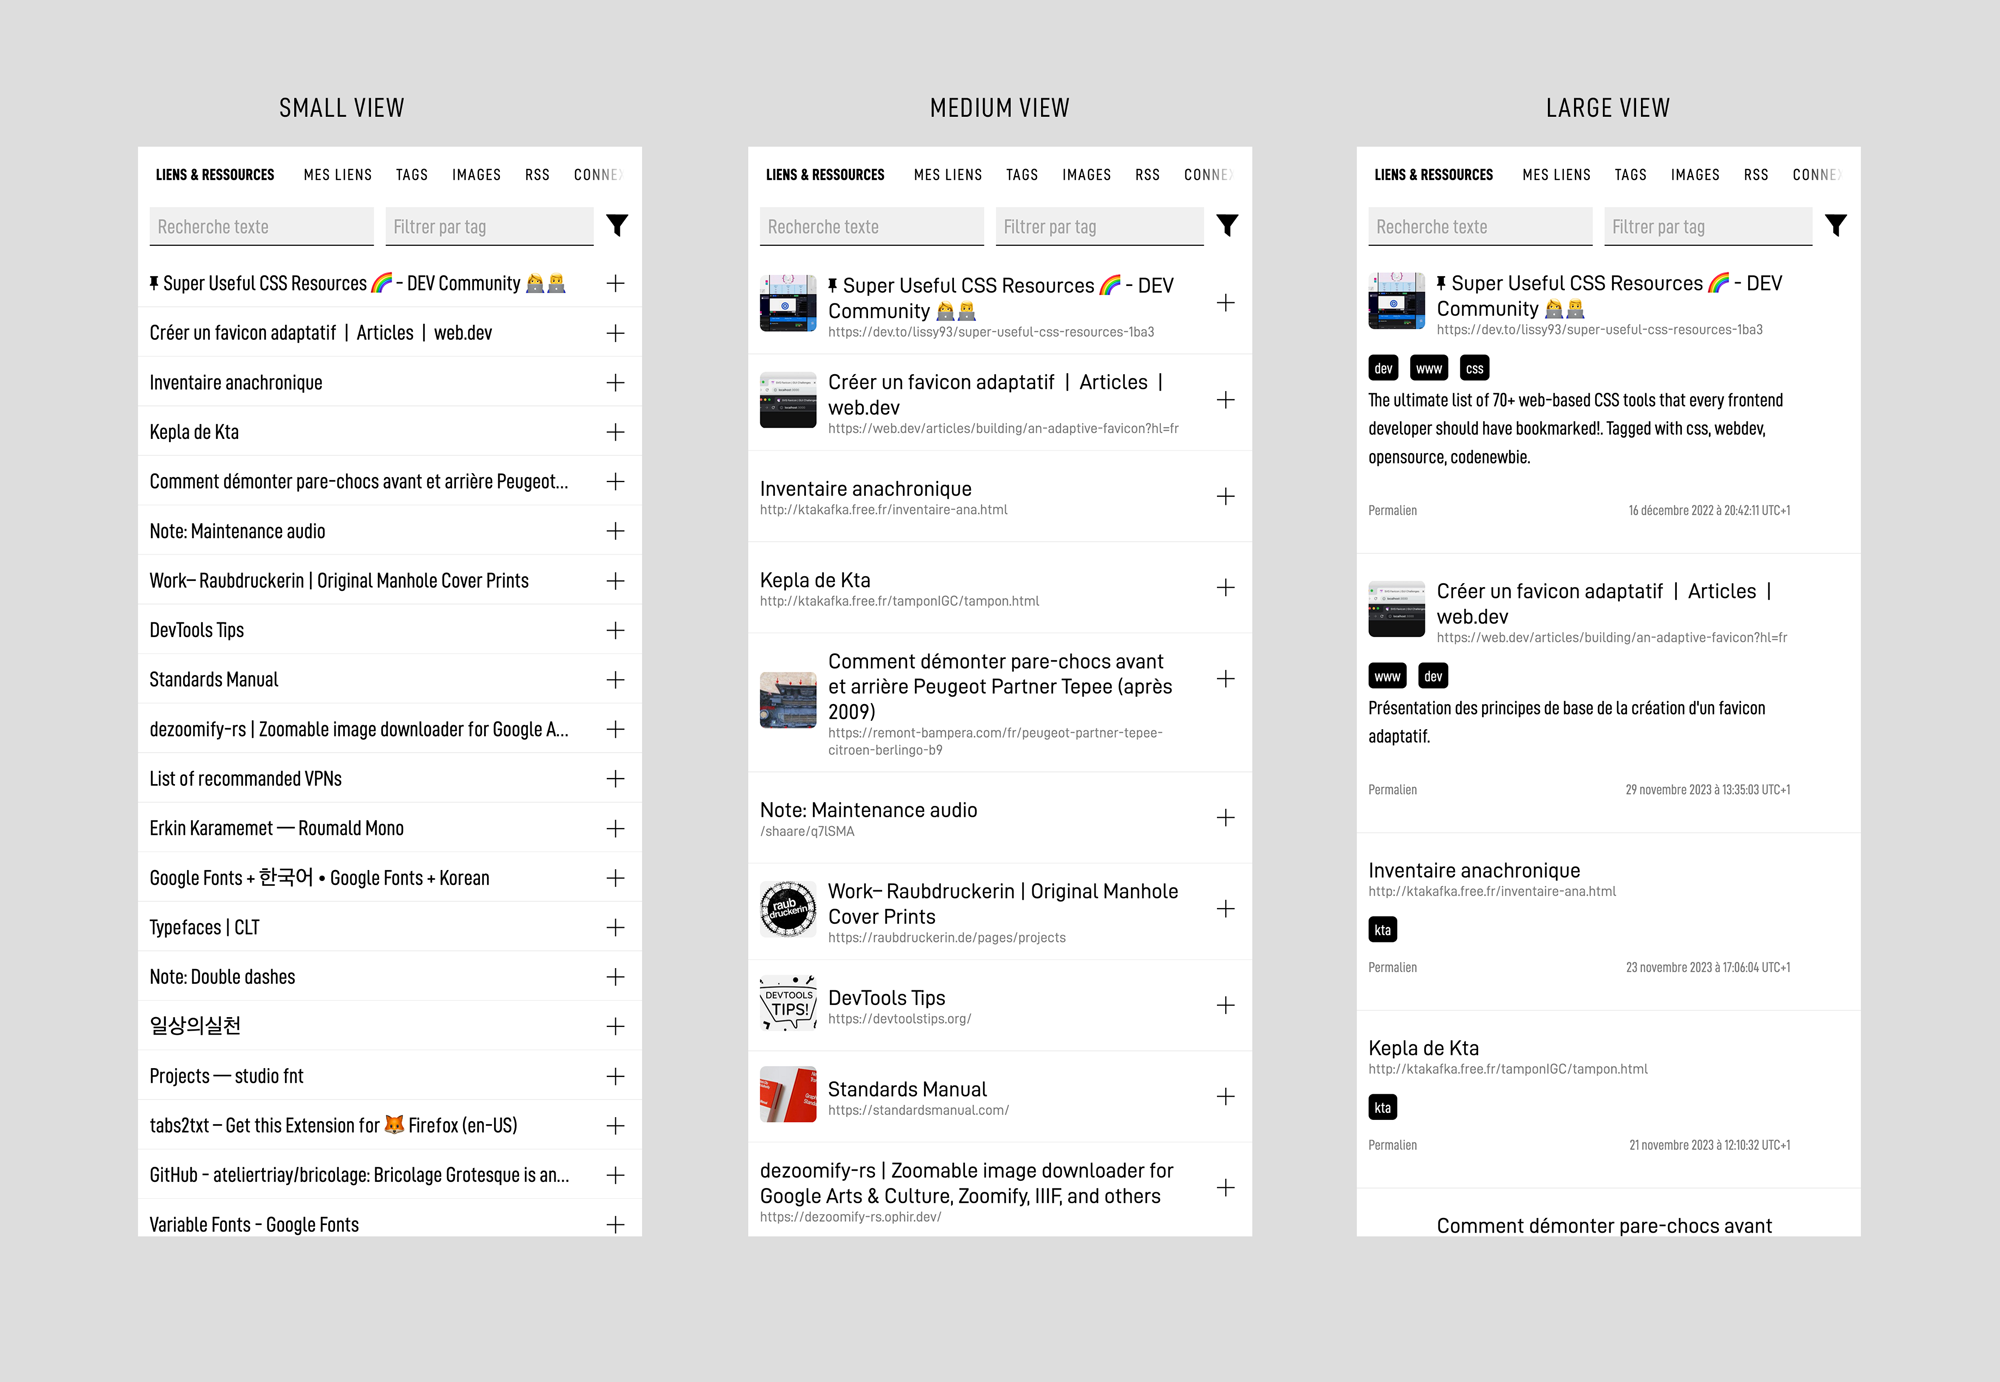 SMALL VIEW
LIENS & RESSOURCES MES LIENS TAGS IMAGES RSS CONNEX
Recherche texte Filtrer par tag
Super Useful CSS Resources 🌈 - DEV Community 👩‍💻👨‍💻
Créer un favicon adaptatif | Articles | web.dev
Inventaire anachronique
Kepla de Kta
Comment démonter pare-chocs avant et arrière Peugeot...
Note: Maintenance audio
Work– Raubdruckerin | Original Manhole Cover Prints
DevTools Tips
Standards Manual
dezoomify-rs | Zoomable image downloader for Google A...
List of recommanded VPNs
Erkin Karamemet — Roumald Mono
Google Fonts + 한국어 • Google Fonts + Korean
Typefaces | CLT
Note: Double dashes
일상의실천
Projects — studio fnt
tabs2txt – Get this Extension for 🦊 Firefox (en-US)
GitHub - ateliertriay/bricolage: Bricolage Grotesque is an...
Variable Fonts - Google Fonts
MEDIUM VIEW
LIENS & RESSOURCES MES LIENS TAGS IMAGES RSS CONNEX
Recherche texte Filtrer par tag
Super Useful CSS Resources 🌈 - DEV
Community 👩‍💻👨‍💻
https://dev.to/lissy93/super-useful-css-resources-1ba3
Créer un favicon adaptatif | Articles |
web.dev
https://web.dev/articles/building/an-adaptive-favicon?hl=fr
Inventaire anachronique
http://ktakafka.free.fr/inventaire-ana.html
Kepla de Kta
http://ktakafka.free.fr/tamponIGC/tampon.html
Comment démonter pare-chocs avant
et arrière Peugeot Partner Tepee (après
2009)
https://remont-bampera.com/fr/peugeot-partner-tepee-
citroen-berlingo-b9
Note: Maintenance audio
/shaare/q7lSMA
raub
druckerin
Work– Raubdruckerin | Original Manhole
Cover Prints
https://raubdruckerin.de/pages/projects
DEVTOOLS
TIPS!
DevTools Tips
https://devtoolstips.org/
Standards Manual
https://standardsmanual.com/
dezoomify-rs | Zoomable image downloader for
Google Arts & Culture, Zoomify, IIIF, and others
https://dezoomify-rs.ophir.dev/
LARGE VIEW
LIENS & RESSOURCES MES LIENS TAGS IMAGES RSS CONNEX
Recherche texte Filtrer par tag
Super Useful CSS Resources 🌈 - DEV
Community 👩‍💻👨‍💻
https://dev.to/lissy93/super-useful-css-resources-1ba3
dev www css
The ultimate list of 70+ web-based CSS tools that every frontend
developer should have bookmarked!. Tagged with css, webdev,
opensource, codenewbie.
Permalien 16 décembre 2022 à 20:42:11 UTC+1
Créer un favicon adaptatif | Articles |
web.dev
https://web.dev/articles/building/an-adaptive-favicon?hl=fr
www dev
Présentation des principes de base de la création d'un favicon
adaptatif.
Permalien 29 novembre 2023 à 13:35:03 UTC+1
Inventaire anachronique
http://ktakafka.free.fr/inventaire-ana.html
kta
Permalien 23 novembre 2023 à 17:06:04 UTC+1
Kepla de Kta
http://ktakafka.free.fr/tamponIGC/tampon.html
kta
Permalien 21 novembre 2023 à 12:10:32 UTC+1
Comment démonter pare-chocs avant